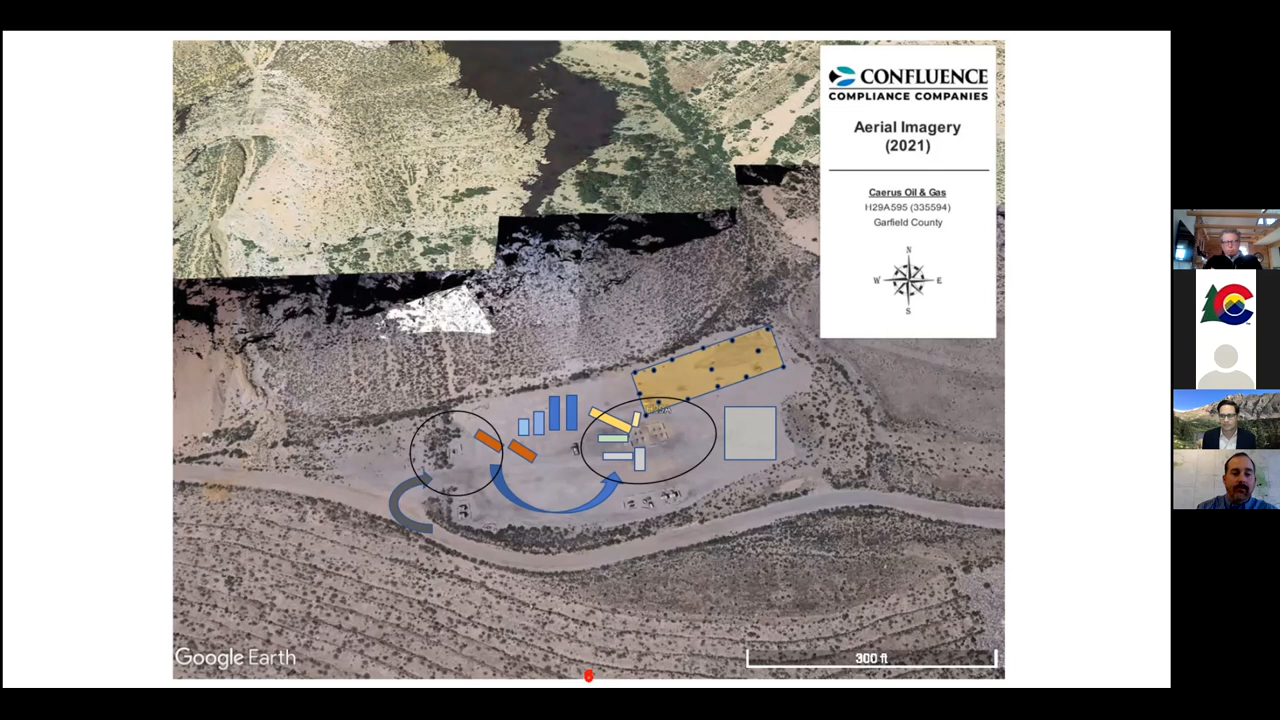 CONFLUENCE
COMPLIANCE COMPANIES
Aerial Imagery
(2021)
Caerus Oil & Gas
H29A595 (335594)
Garfield County
N
W
E
S
Google Earth
300 ft